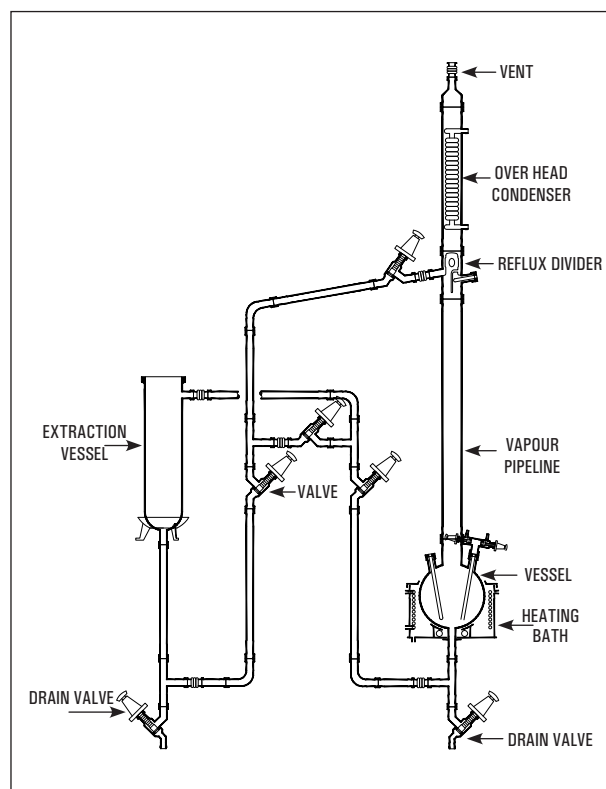 VENT
OVER HEAD
CONDENSER
REFLUX DIVIDER
EXTRACTION
VESSEL
VAPOUR
PIPELINE
VALVE
VESSEL
HEATING
BATH
DRAIN VALVE
DRAIN VALVE